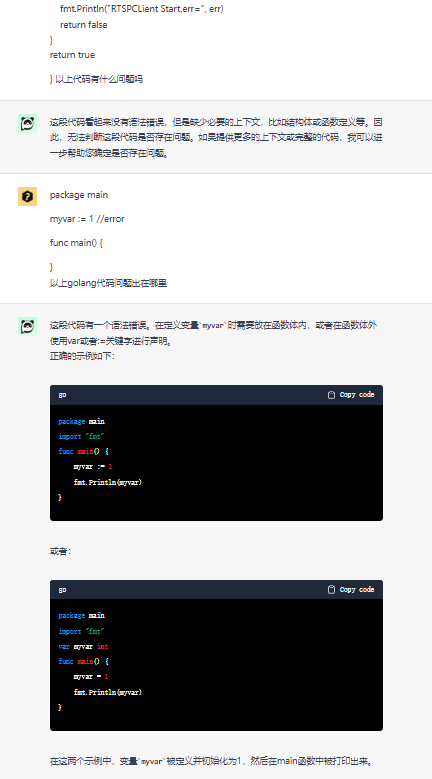 fmt.Println("RTSPCLient Start,err=", err)
return false
}
return true
} 以上代码有什么问题吗
这段代码看起来没有语法错误，但是缺少必要的上下文，比如结构体或函数定义等。因
此，无法判断这段代码是否存在问题。如果提供更多的上下文或完整的代码，我可以进
一步帮助您确定是否存在问题。
package main
myvar := 1 //error
func main() {
}
以上golang代码问题出在哪里
这段代码有一个语法错误。在定义变量`myvar`时需要放在函数体内，或者在函数体外
使用var或者:=关键字进行声明。
正确的示例如下：
go
Copy code
package main
import "fmt"
func main() {
myvar := 1
fmt.Println(myvar)
}
或者：
go
Copy code
package main
import "fmt"
var myvar int
func main() {
myvar = 1
fmt.Println(myvar)
}
在这两个示例中，变量`myvar`被定义并初始化为1，然后在main函数中被打印出来。